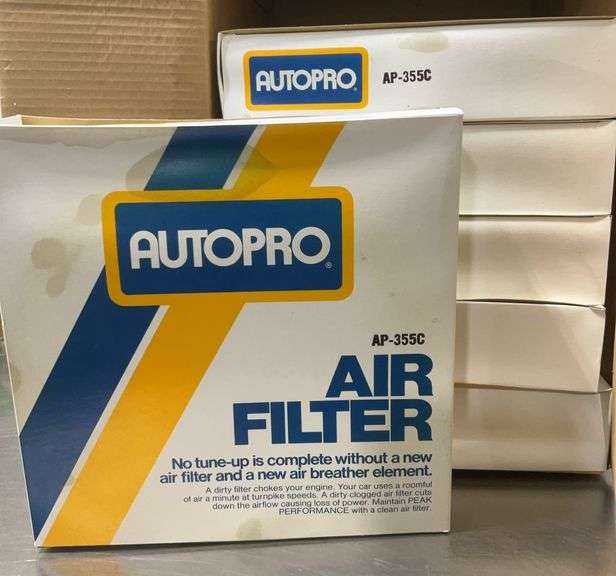 AUTOPRO® AP-355C
AUTOPRO®
AP-355C
AIR
FILTER
No tune-up is complete without a new
air filter and a new air breather element.
A dirty filter chokes your engine. Your car uses a roomful
of air a minute at turnpike speeds. A dirty clogged air filter cuts
down the airflow causing loss of power. Maintain PEAK
PERFORMANCE with a clean air filter.